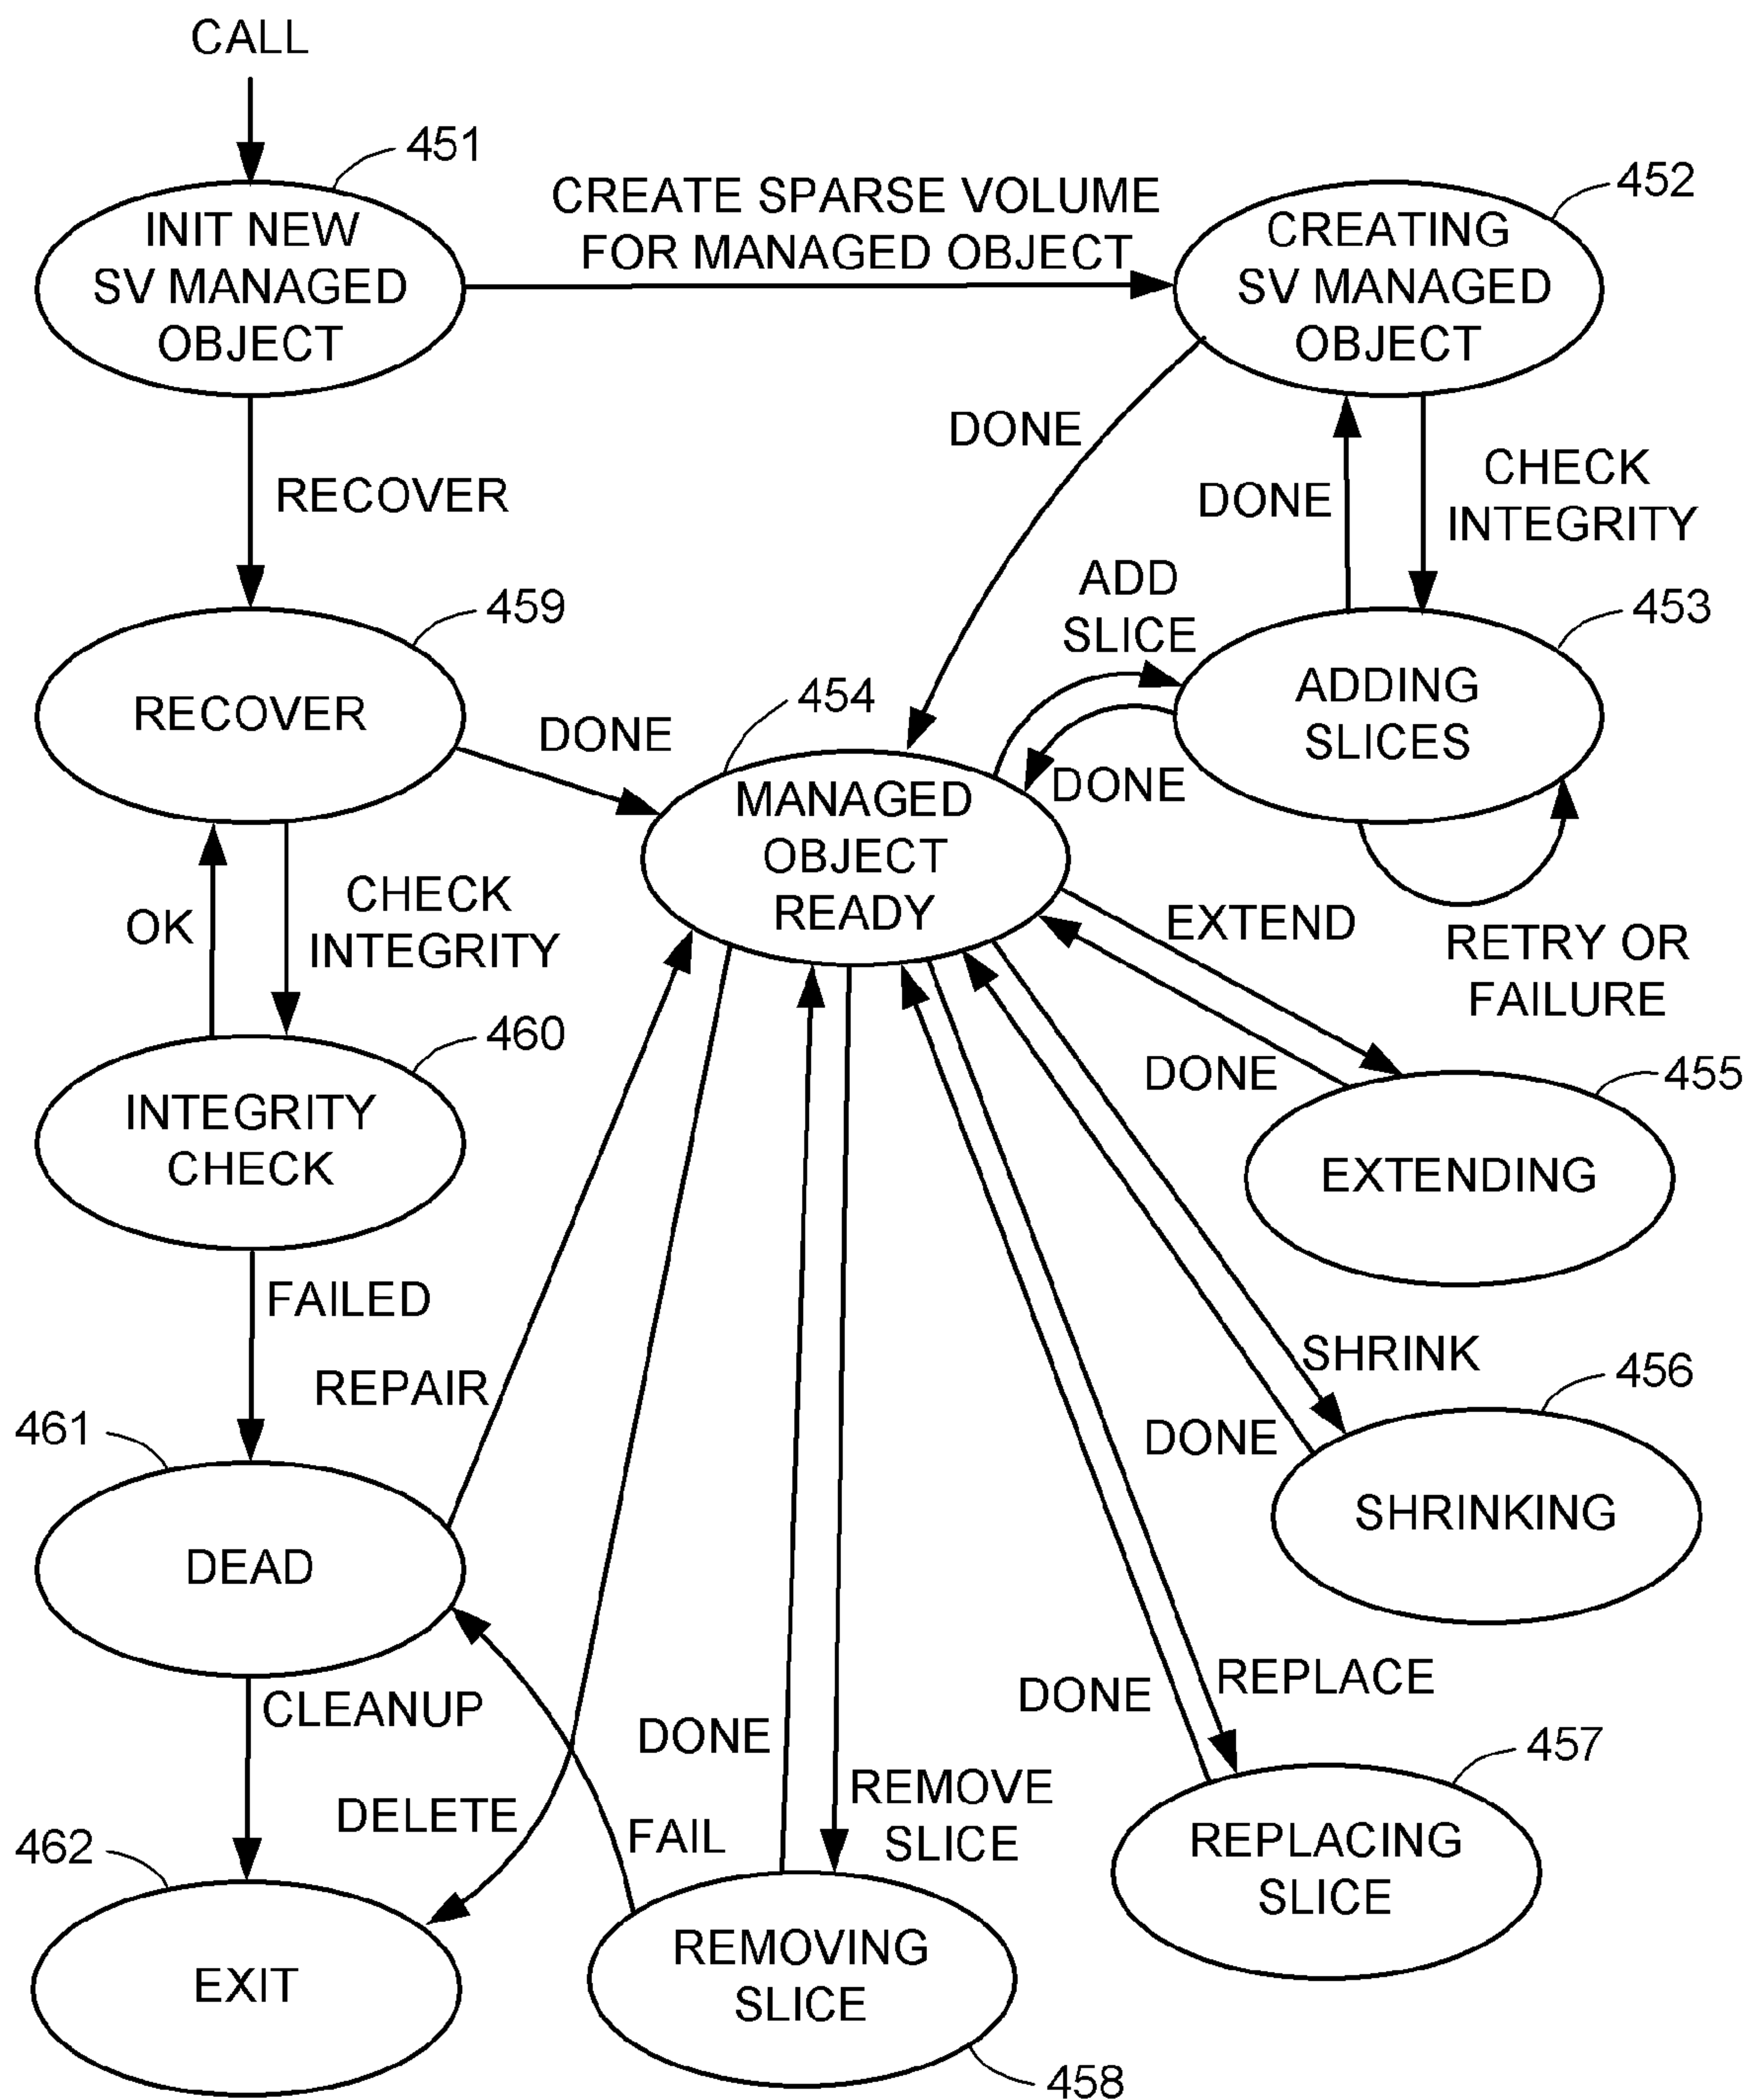 CALL
451
INIT NEW
SV MANAGED
OBJECT
CREATE SPARSE VOLUME
FOR MANAGED OBJECT
452
CREATING
SV MANAGED
OBJECT
DONE
RECOVER
DONE
CHECK
INTEGRITY
459
RECOVER
DONE
454
ADD
SLICE
DONE
453
ADDING
SLICES
MANAGED
OBJECT
READY
RETRY OR
FAILURE
OK
CHECK
INTEGRITY
EXTEND
DONE
455
EXTENDING
460
INTEGRITY
CHECK
FAILED
REPAIR
SHRINK
DONE
456
SHRINKING
461
DEAD
CLEANUP
DELETE
FAIL
DONE
REMOVE
SLICE
DONE
REPLACE
457
REPLACING
SLICE
462
EXIT
REMOVING
SLICE
458